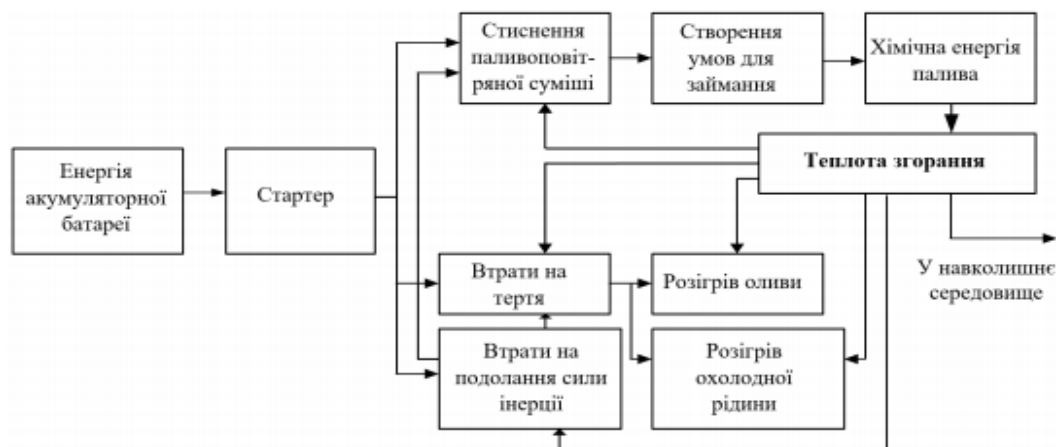 Стиснення
паливоповіт-
ряної суміші
Створення
умов для
займання
Хімічна енергія
палива
Теплота згорання
Енергія
акумуляторної
батареї
Стартер
Втрати на
тертя
Розігрів оливи
У навколишнє
середовище
Втрати на
подолання сили
інерції
Розігрів
охолодної
рідини